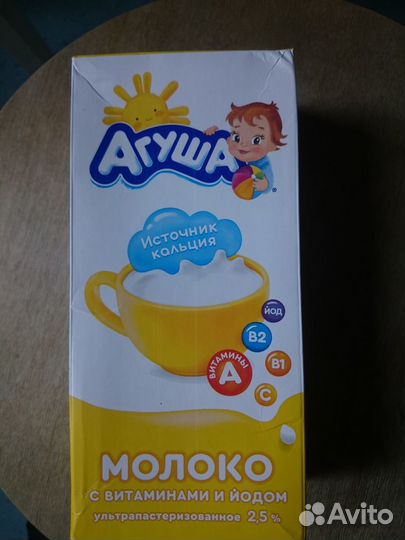 АГУША
®
Источник
кальция
ЙОД
B2
ВИТАМИНЫ
A
B1
C
МОЛОКО
С ВИТАМИНАМИ И ЙОДОМ
ультрапастеризованное 2,5 %
Avito